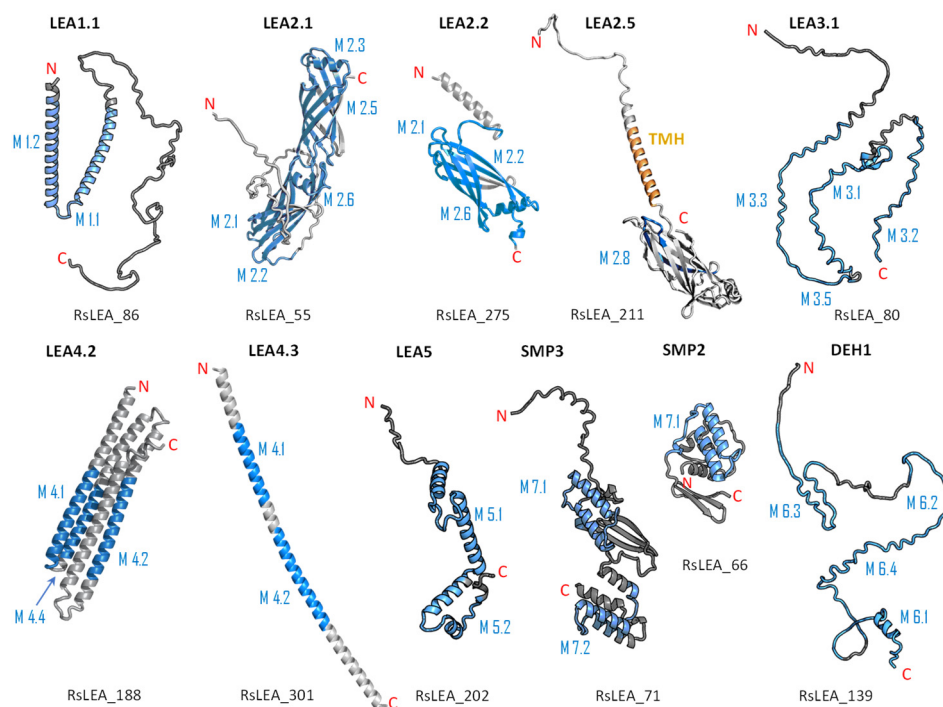 LEA1.1
LEA2.1
LEA2.2
LEA2.5
LEA3.1
N
M 1.2
M 1.1
C
RsLEA_86
N
M 2.3
C
M 2.5
M 2.6
M 2.1
M 2.2
RsLEA_55
N
M 2.1
M 2.2
M 2.6
C
RsLEA_275
N
TMH
C
M 2.8
RsLEA_211
N
M 3.3
M 3.1
M 3.2
C
M 3.5
RsLEA_80
LEA4.2
LEA4.3
LEA5
SMP3
SMP2
DEH1
N
C
M 4.1
M 4.2
M 4.4
RsLEA_188
N
M 4.1
M 4.2
C
RsLEA_301
N
M 5.1
C
M 5.2
RsLEA_202
N
M 7.1
C
M 7.2
RsLEA_71
M 7.1
N
C
RsLEA_66
N
M 6.3
M 6.2
M 6.4
M 6.1
C
RsLEA_139